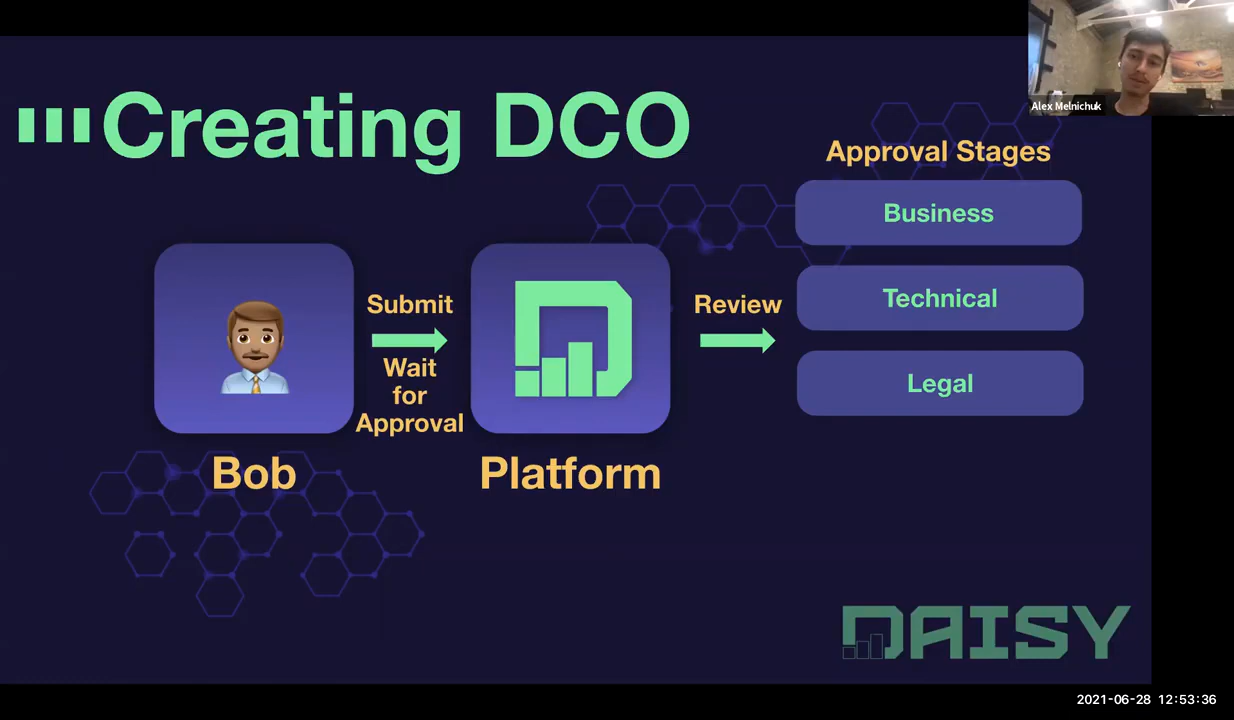 Creating DCO
Alex Melnichuk
Approval Stages
Business
Technical
Legal
Submit
Wait
for
Approval
Review
Bob
Platform
DAISY
2021-06-28 12:53:36